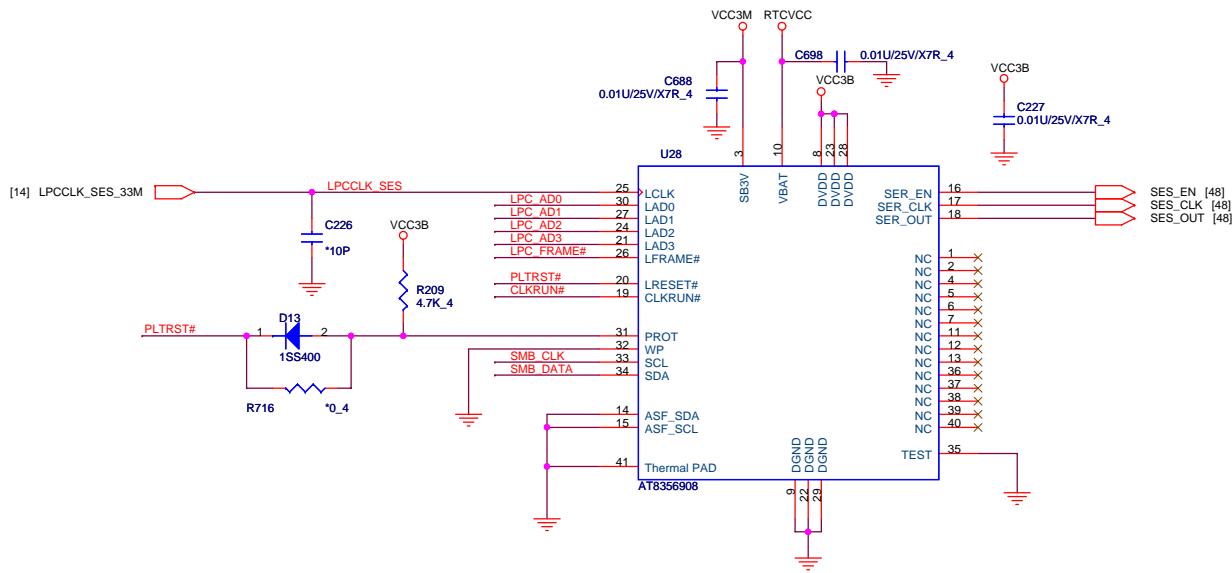 VCC3M
RTCVCC
C698
0.01U/25V/X7R_4
C688
0.01U/25V/X7R_4
VCC3B
VCC3B
C227
0.01U/25V/X7R_4
U28
3
10
8
23
28
SB3V
VBAT
DVDD
DVDD
DVDD
[14] LPCCLK_SES_33M
LPCCLK_SES
25 LCLK
LPC_AD0 30 LAD0
LPC_AD1 27 LAD1
LPC_AD2 24 LAD2
LPC_AD3 21 LAD3
LPC_FRAME# 26 LFRAME#
PLTRST# 20 LRESET#
CLKRUN# 19 CLKRUN#
C226
*10P
VCC3B
R209
4.7K_4
PLTRST#
D13
1 2
1SS400
R716 *0_4
31 PROT
32 WP
SMB_CLK 33 SCL
SMB_DATA 34 SDA
14 ASF_SDA
15 ASF_SCL
41 Thermal PAD
AT8356908
SER_EN 16 SES_EN [48]
SER_CLK 17 SES_CLK [48]
SER_OUT 18 SES_OUT [48]
NC 1
NC 2
NC 4
NC 5
NC 6
NC 7
NC 11
NC 12
NC 13
NC 36
NC 37
NC 38
NC 39
NC 40
TEST 35
DGND
DGND
DGND
9
22
29